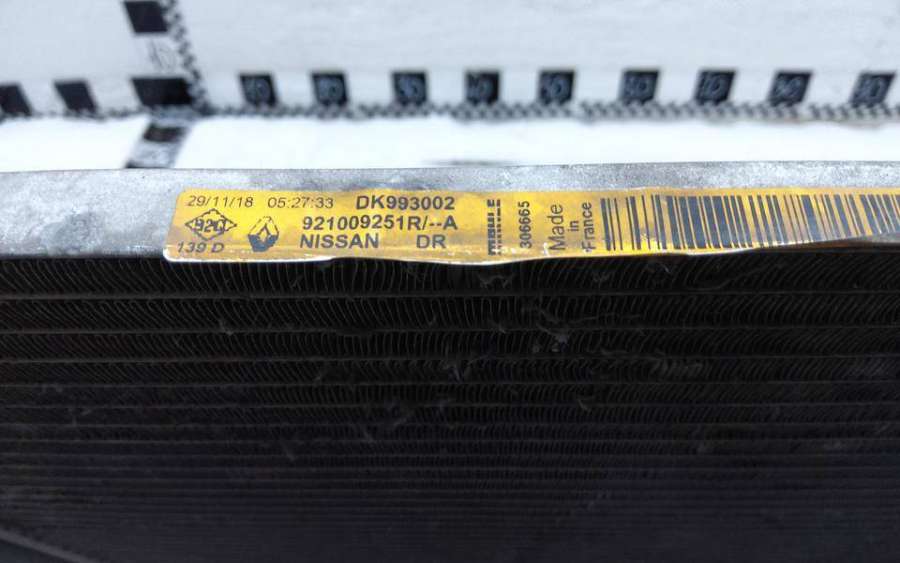 29/11/18 05:27:33 DK993002
921009251R/--A
139 D NISSAN DR
MAHLE
306665
Made
in
France